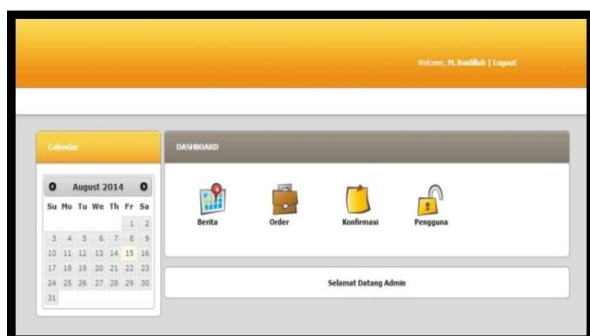 Welcome, M. Baidillah | Logout
Calendar
August 2014
Su Mo Tu We Th Fr Sa
1 2
3 4 5 6 7 8 9
10 11 12 13 14 15 16
17 18 19 20 21 22 23
24 25 26 27 28 29 30
31
DASHBOARD
Berita Order Konfirmasi Pengguna
Selamat Datang Admin